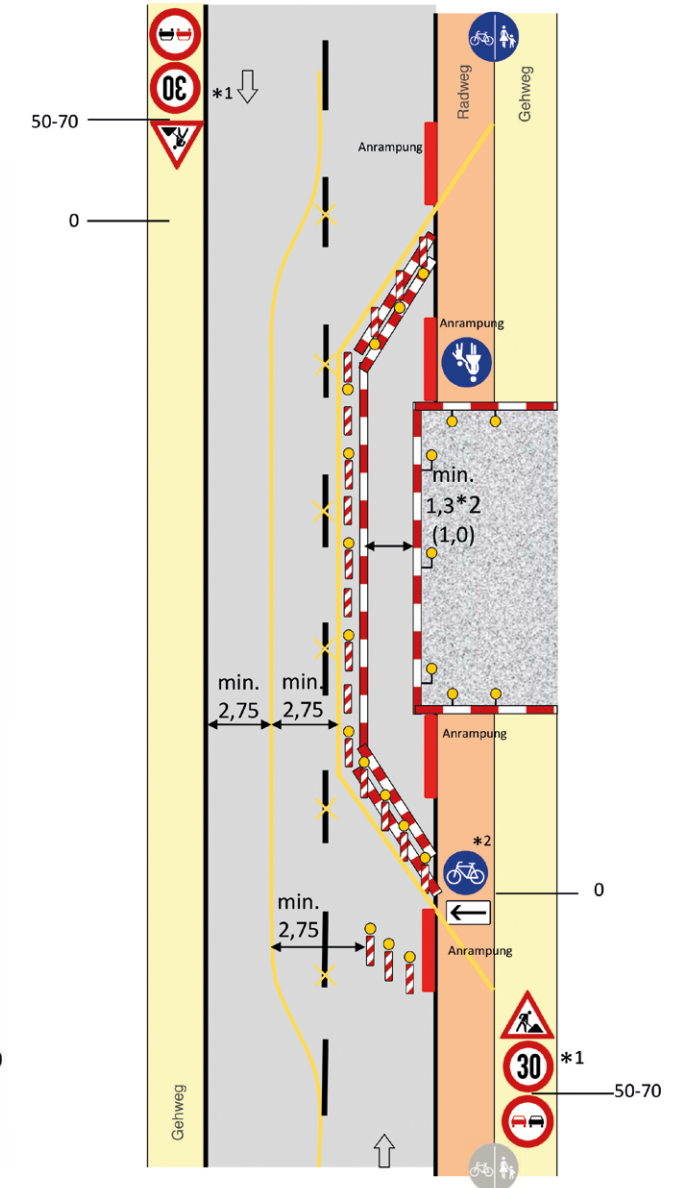 30
*1
50-70
0
Radweg
Gehweg
Anrampung
Anrampung
min.
1,3*2
(1,0)
min.
2,75
min.
2,75
Anrampung
*2
0
min.
2,75
Anrampung
30
*1
50-70
Gehweg